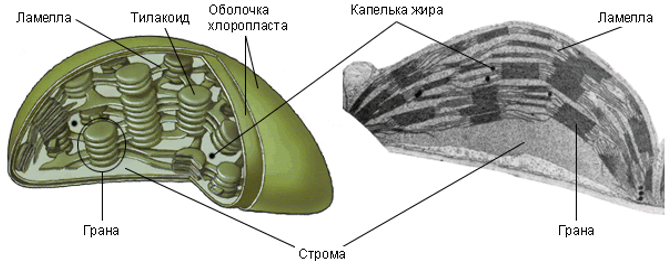 Ламелла
Тилакоид
Оболочка
хлоропласта
Капелька жира
Ламелла
Грана
Строма
Грана